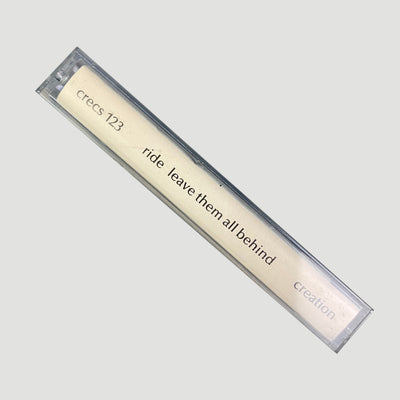 crecs 123
ride leave them all behind
creation